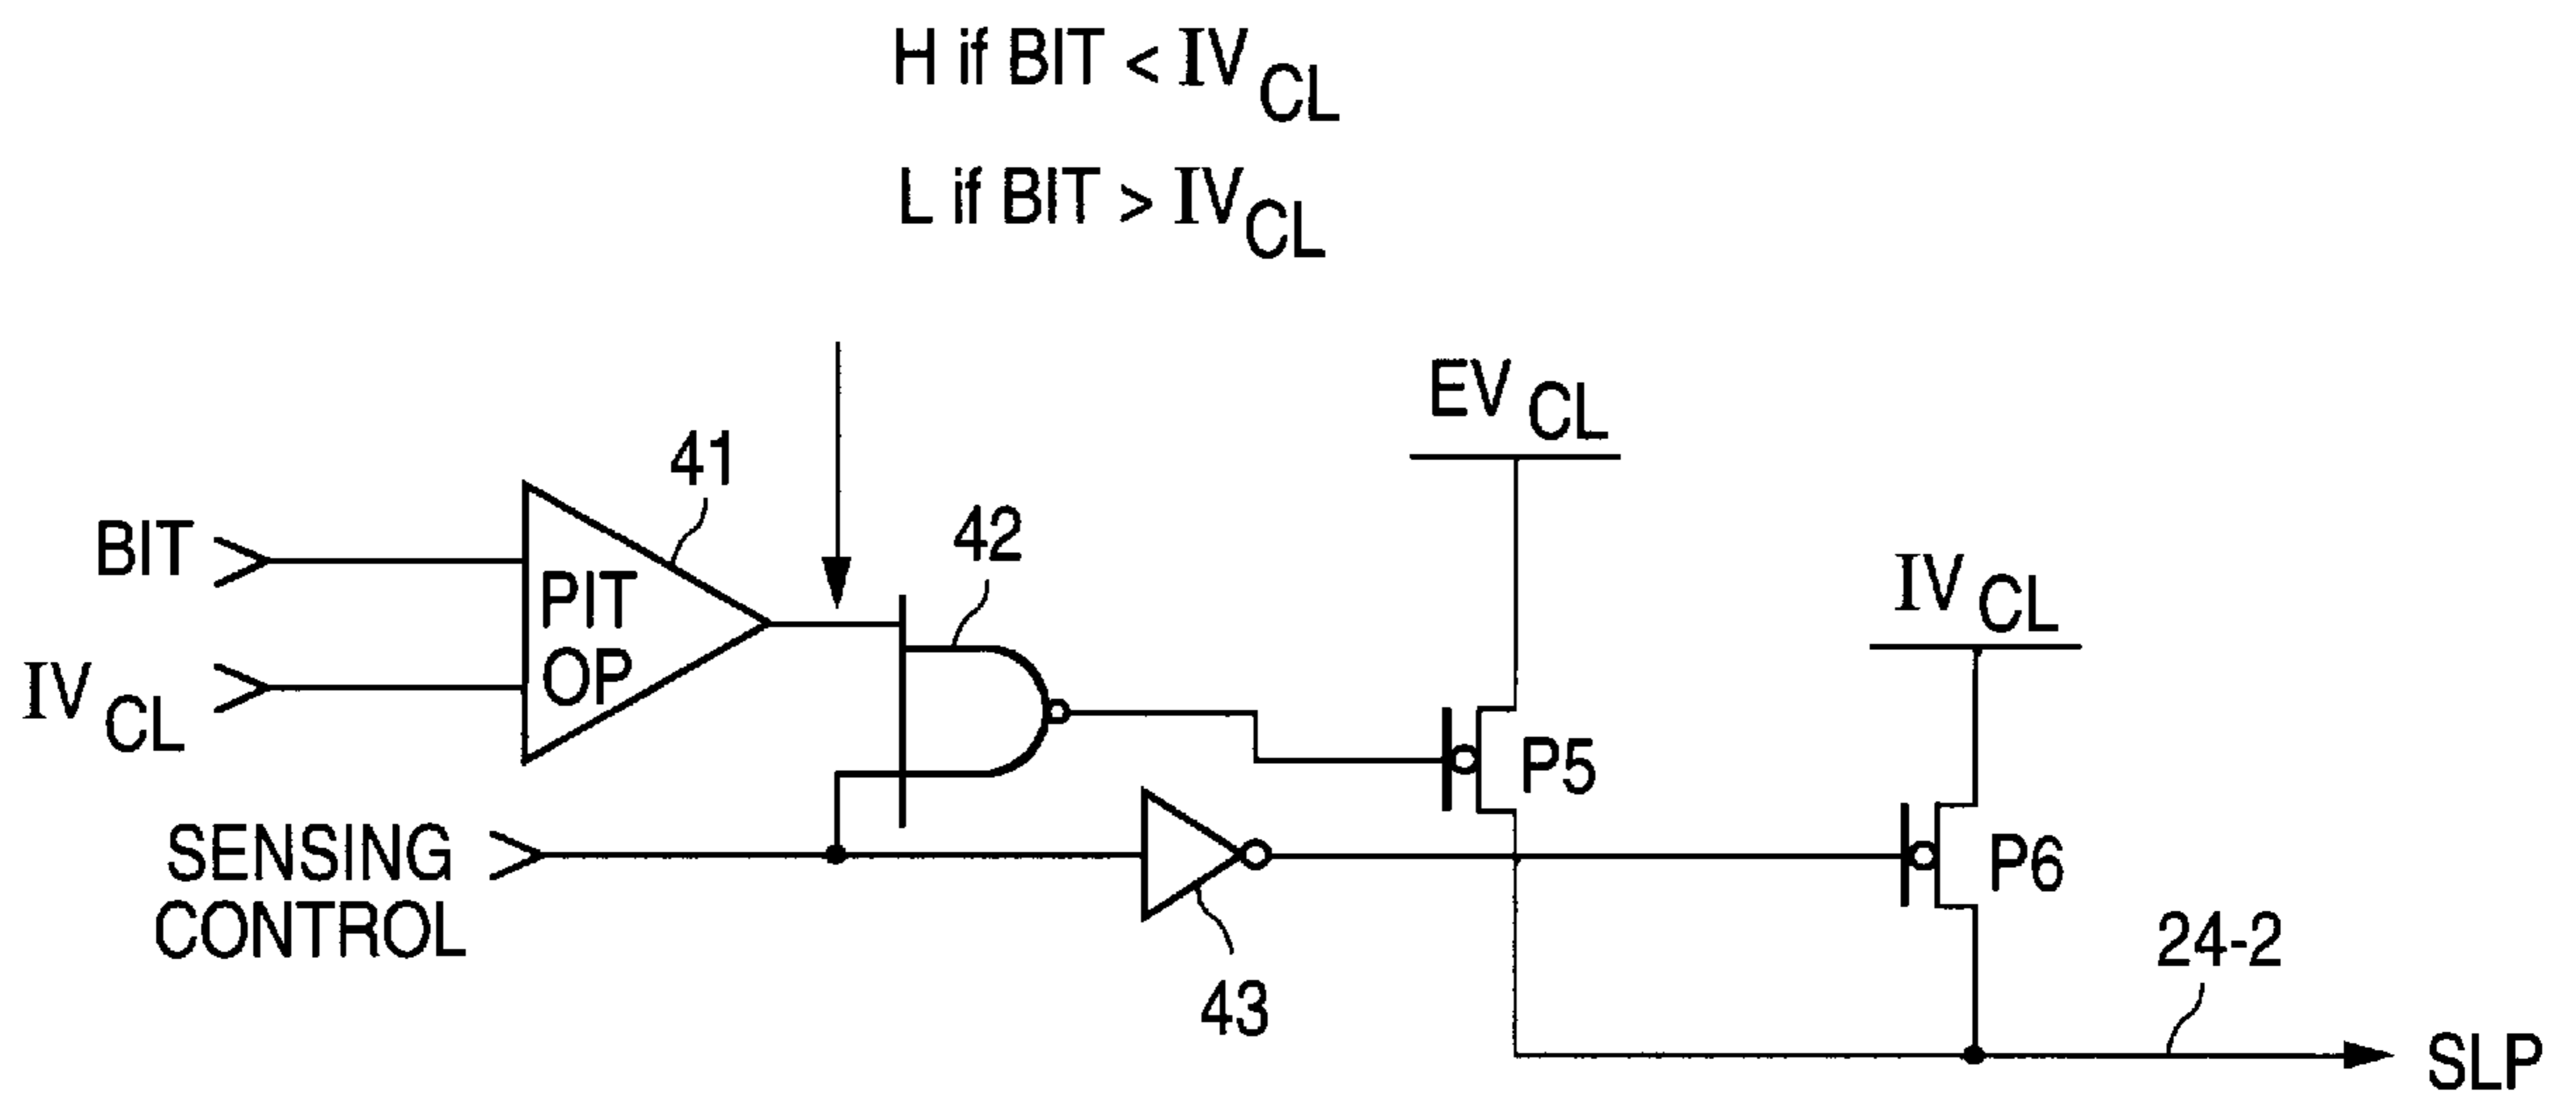 H if BIT < IVCL
L if BIT > IVCL
EVCL
41
42
BIT
PIT
OP
IVCL
IVCL
P5
P6
SENSING
CONTROL
43
24-2
SLP